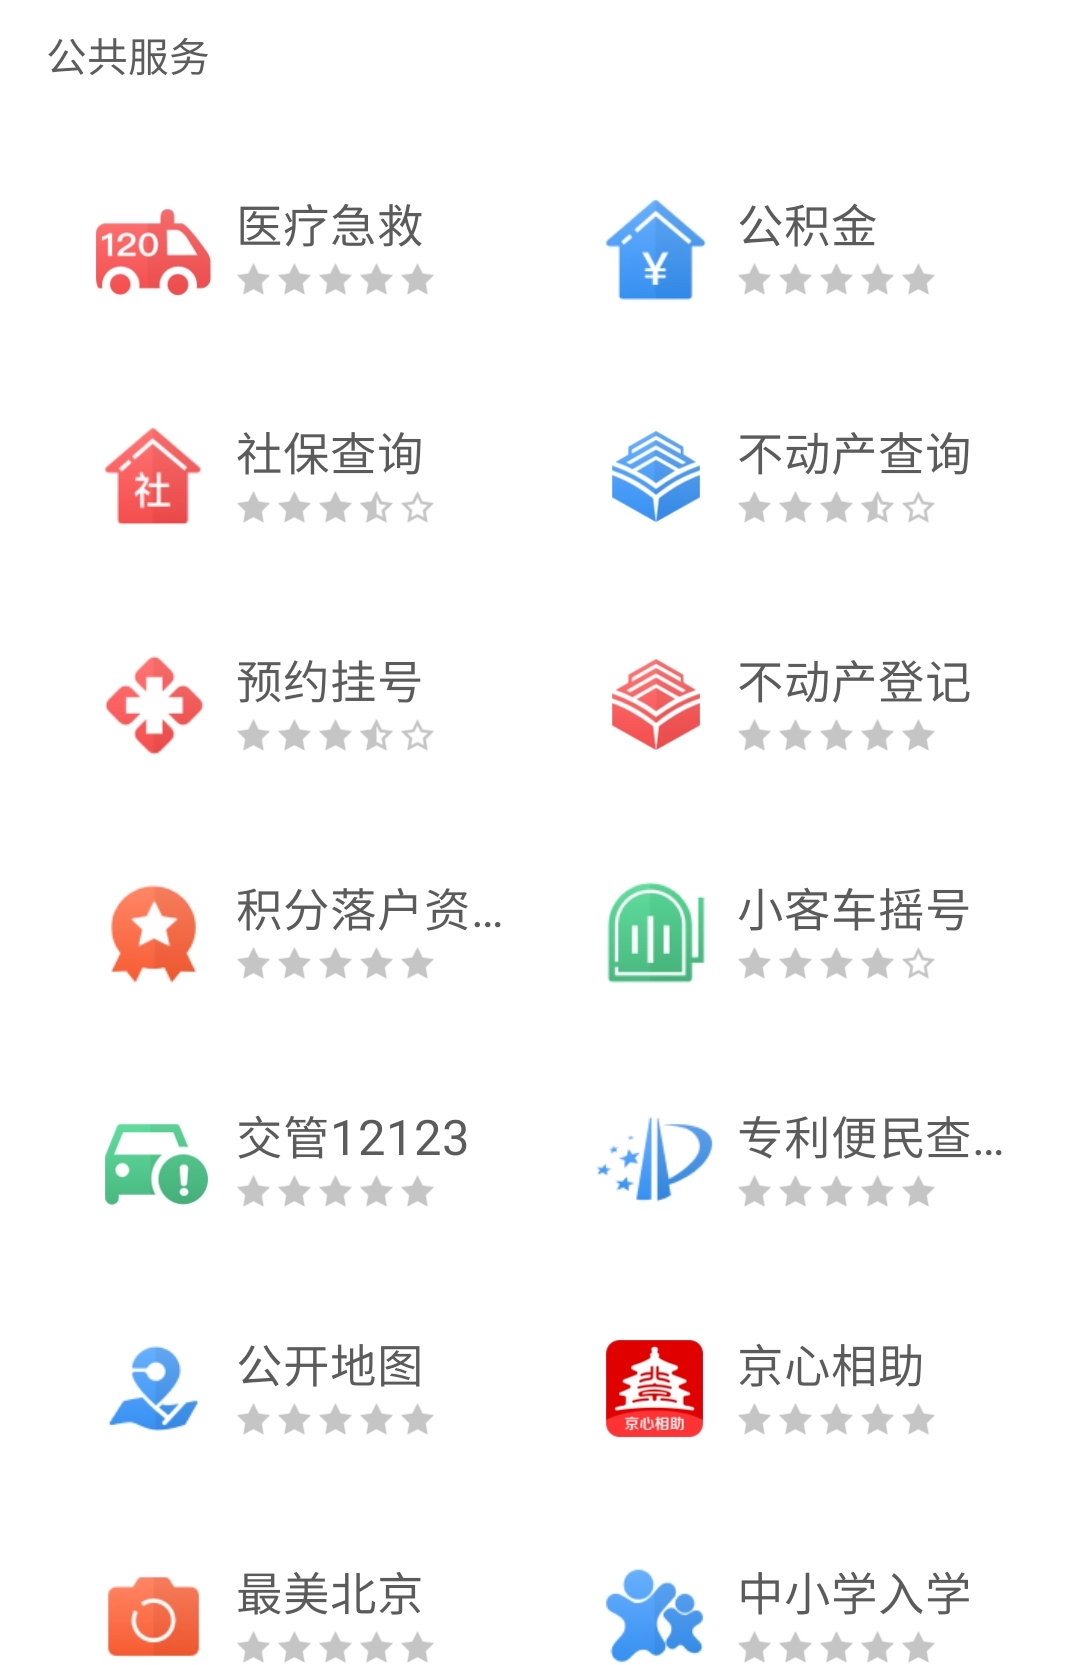 公共服务
120
医疗急救
¥
公积金
社
社保查询
不动产查询
预约挂号
不动产登记
积分落户资...
小客车摇号
交管12123
专利便民查...
公开地图
京心相助
京心相助
最美北京
中小学入学